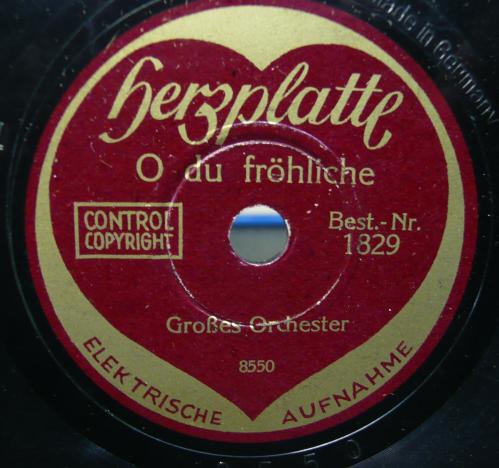 made in Germany
Herzplatte
O du fröhliche
CONTROL
COPYRIGHT
Best.-Nr.
1829
Großes Orchester
8550
ELEKTRISCHE AUFNAHME